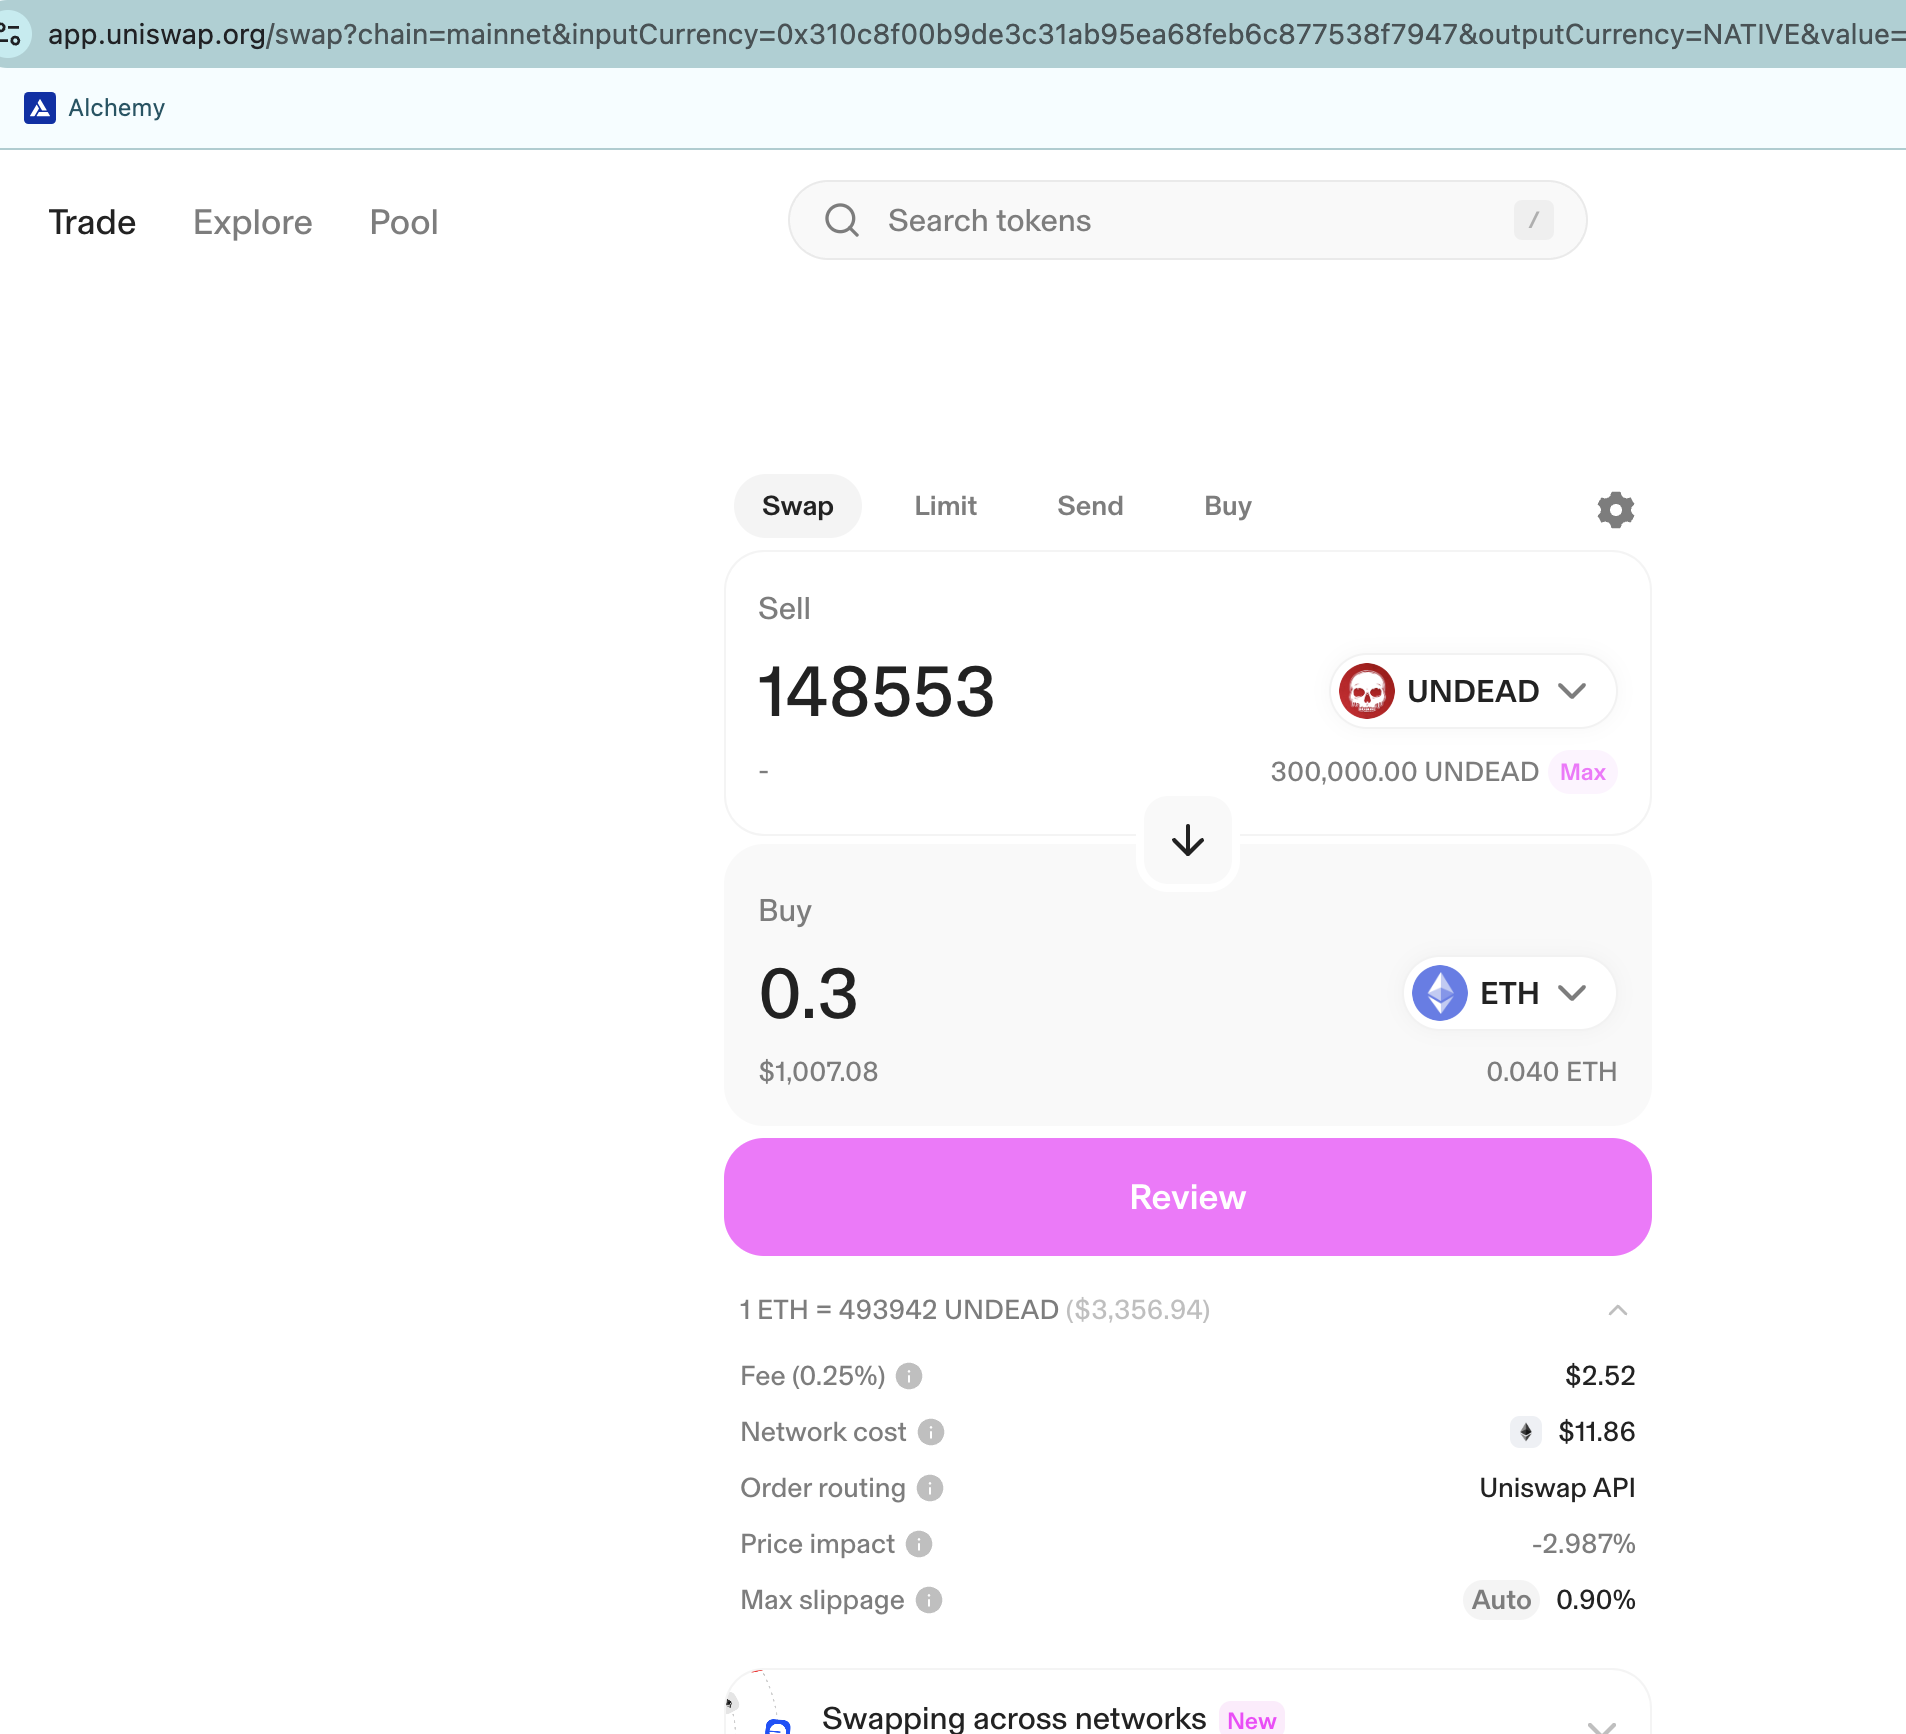 app.uniswap.org/swap?chain=mainnet&inputCurrency=0x310c8f00b9de3c31ab95ea68feb6c877538f7947&outputCurrency=NATIVE&value=
Alchemy
Trade Explore Pool Search tokens /
Swap Limit Send Buy
Sell
148553 UNDEAD
- 300,000.00 UNDEAD Max
Buy
0.3 ETH
$1,007.08 0.040 ETH
Review
1 ETH = 493942 UNDEAD ($3,356.94)
Fee (0.25%) $2.52
Network cost $11.86
Order routing Uniswap API
Price impact -2.987%
Max slippage Auto 0.90%
Swapping across networks New